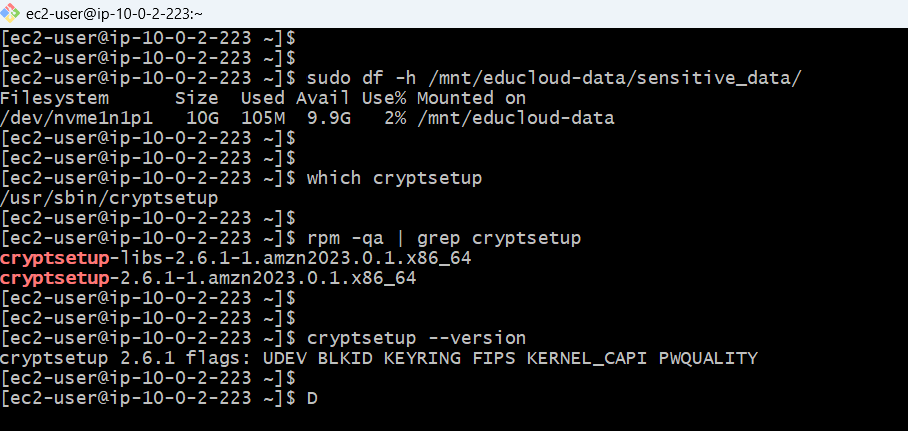 ec2-user@ip-10-0-2-223:~
[ec2-user@ip-10-0-2-223 ~]$
[ec2-user@ip-10-0-2-223 ~]$
[ec2-user@ip-10-0-2-223 ~]$ sudo df -h /mnt/educloud-data/sensitive_data/
Filesystem      Size  Used Avail Use% Mounted on
/dev/nvme1n1p1   10G  105M  9.9G   2% /mnt/educloud-data
[ec2-user@ip-10-0-2-223 ~]$
[ec2-user@ip-10-0-2-223 ~]$
[ec2-user@ip-10-0-2-223 ~]$ which cryptsetup
/usr/sbin/cryptsetup
[ec2-user@ip-10-0-2-223 ~]$
[ec2-user@ip-10-0-2-223 ~]$ rpm -qa | grep cryptsetup
cryptsetup-libs-2.6.1-1.amzn2023.0.1.x86_64
cryptsetup-2.6.1-1.amzn2023.0.1.x86_64
[ec2-user@ip-10-0-2-223 ~]$
[ec2-user@ip-10-0-2-223 ~]$
[ec2-user@ip-10-0-2-223 ~]$ cryptsetup --version
cryptsetup 2.6.1 flags: UDEV BLKID KEYRING FIPS KERNEL_CAPI PWQUALITY
[ec2-user@ip-10-0-2-223 ~]$
[ec2-user@ip-10-0-2-223 ~]$ D